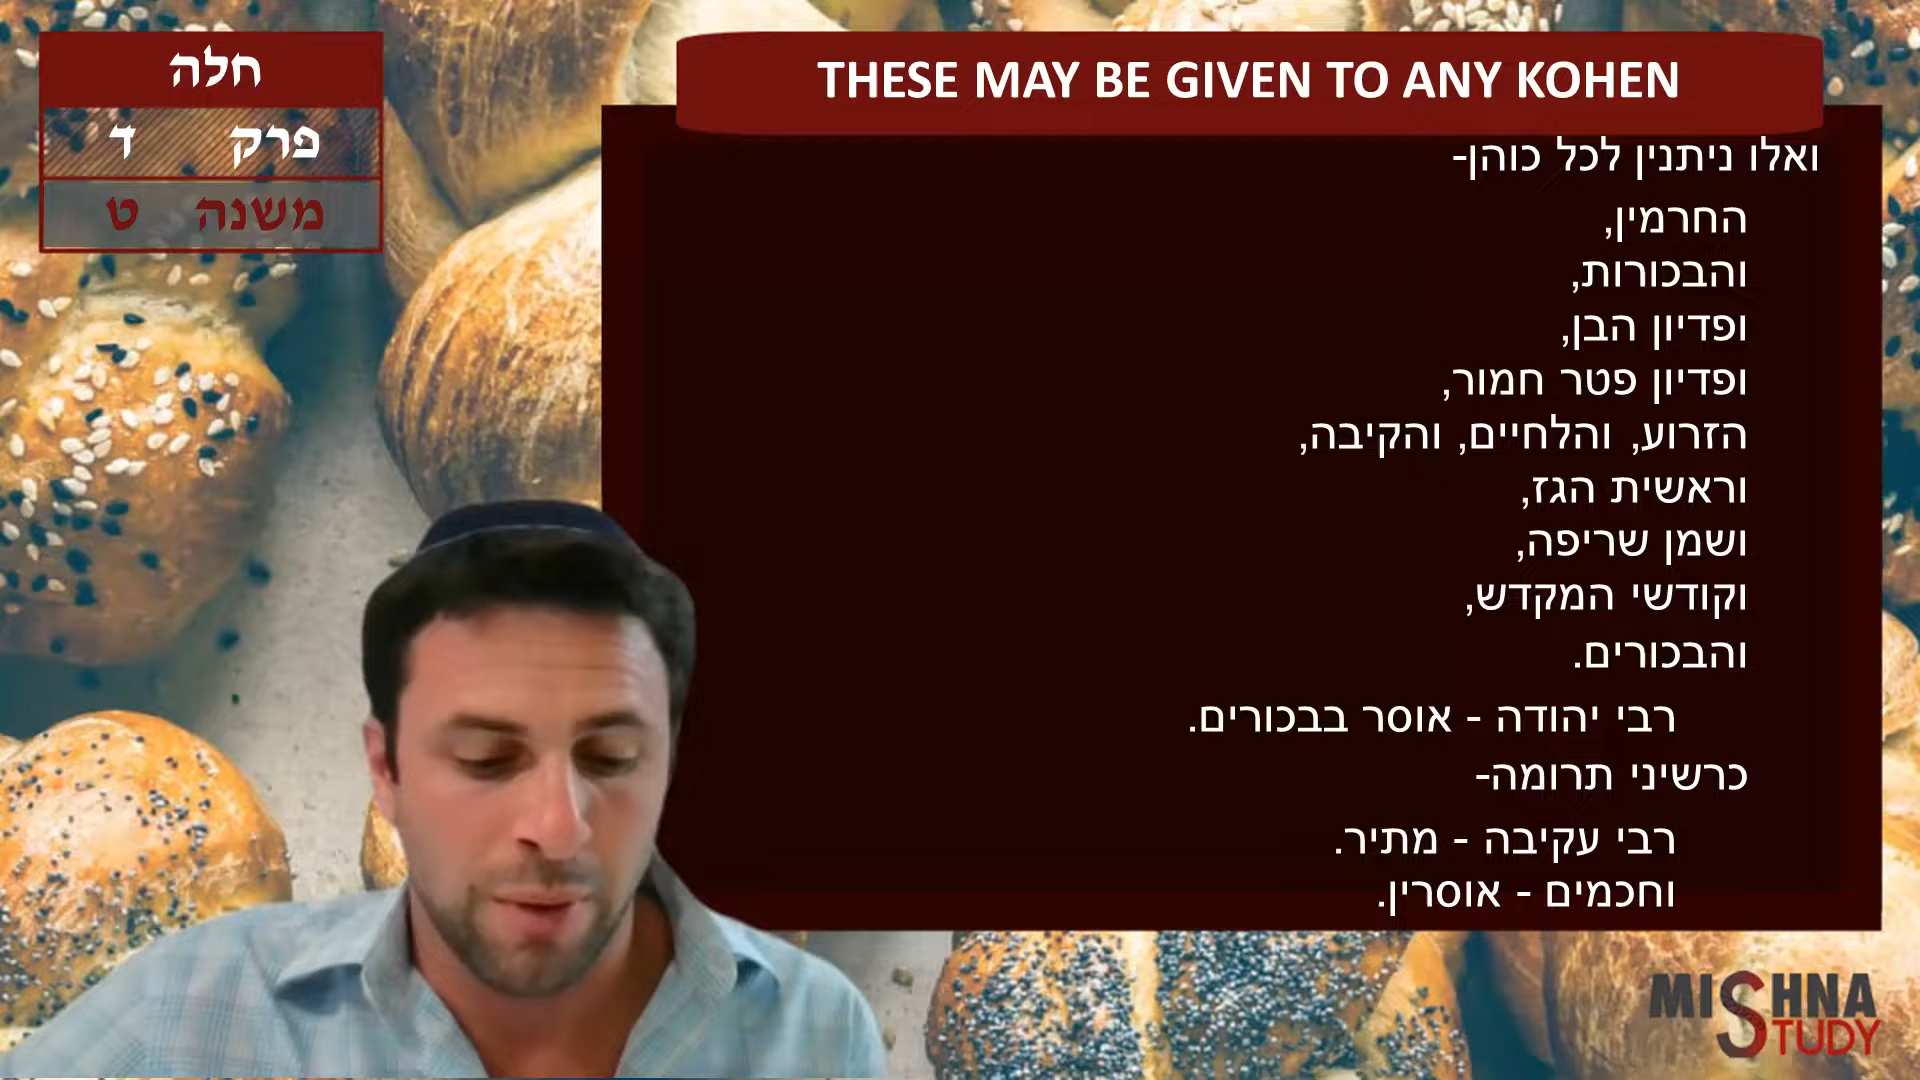 חלה
פרק ד
משנה ט
THESE MAY BE GIVEN TO ANY KOHEN
ואלו ניתנין לכל כוהן-
החרמין,
והבכורות,
ופדיון הבן,
ופדיון פטר חמור,
הזרוע, והלחיים, והקיבה,
וראשית הגז,
ושמן שריפה,
וקודשי המקדש,
והבכורים.
רבי יהודה - אוסר בבכורים.
כרשיני תרומה-
רבי עקיבה - מתיר.
וחכמים - אוסרין.
MISHNA
STUDY